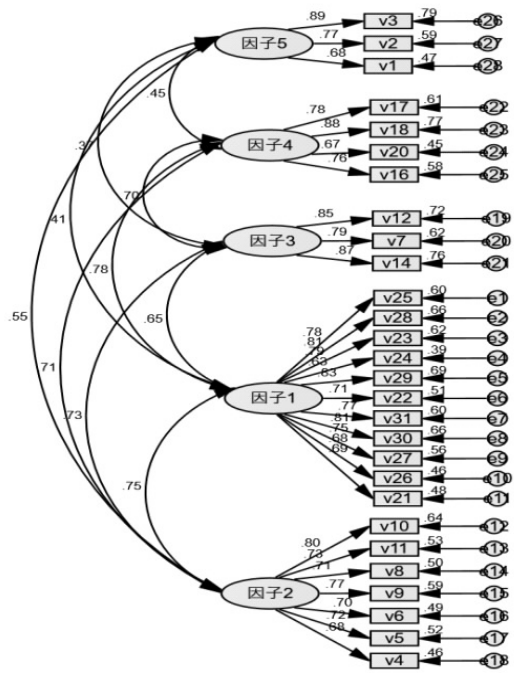 .89 v3 .79 e26
因子5 .77 v2 .59 e27
.68 v1 .47 e28
.45
.78 v17 .61 e22
.88 v18 .77 e23
因子4 .67 v20 .45 e24
.76 v16 .58 e25
.70
.41
.85 v12 .72 e19
因子3 .79 v7 .62 e20
.87 v14 .76 e21
.78
.55
.65
.71
.73
.75
v25 .60 e1
.78 v28 .66 e2
.81 v23 .62 e3
.79 v24 .39 e4
.63 v29 .69 e5
.83
因子1 .71 v22 .51 e6
.77 v31 .60 e7
.81 v30 .66 e8
.75 v27 .56 e9
.68 v26 .46 e10
.69 v21 .48 e11
.80 v10 .64 e12
.73 v11 .53 e13
.71 v8 .50 e14
因子2 .77 v9 .59 e15
.70 v6 .49 e16
.72 v5 .52 e17
.68 v4 .46 e18